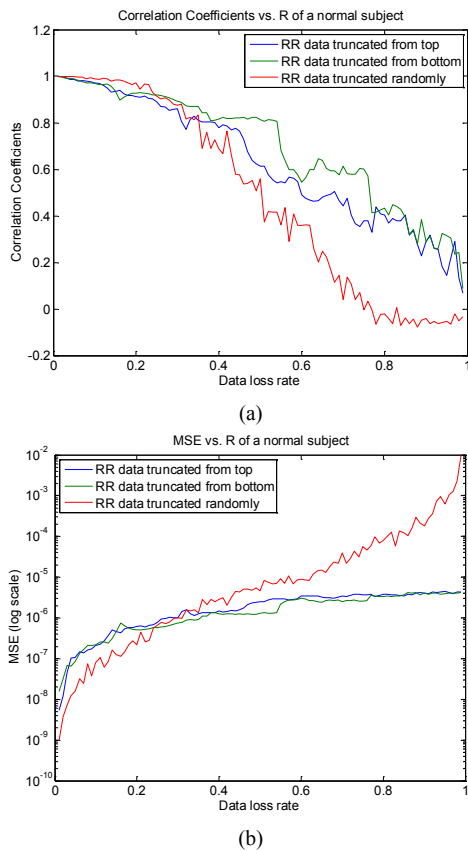 Correlation Coefficients vs. R of a normal subject
1.2
1
0.8
0.6
0.4
0.2
0
-0.2
Correlation Coefficients
RR data truncated from top
RR data truncated from bottom
RR data truncated randomly
0 0.2 0.4 0.6 0.8 1
Data loss rate
(a)
MSE vs. R of a normal subject
10^-2
10^-3
10^-4
10^-5
10^-6
10^-7
10^-8
10^-9
10^-10
MSE (log scale)
RR data truncated from top
RR data truncated from bottom
RR data truncated randomly
0 0.2 0.4 0.6 0.8 1
Data loss rate
(b)